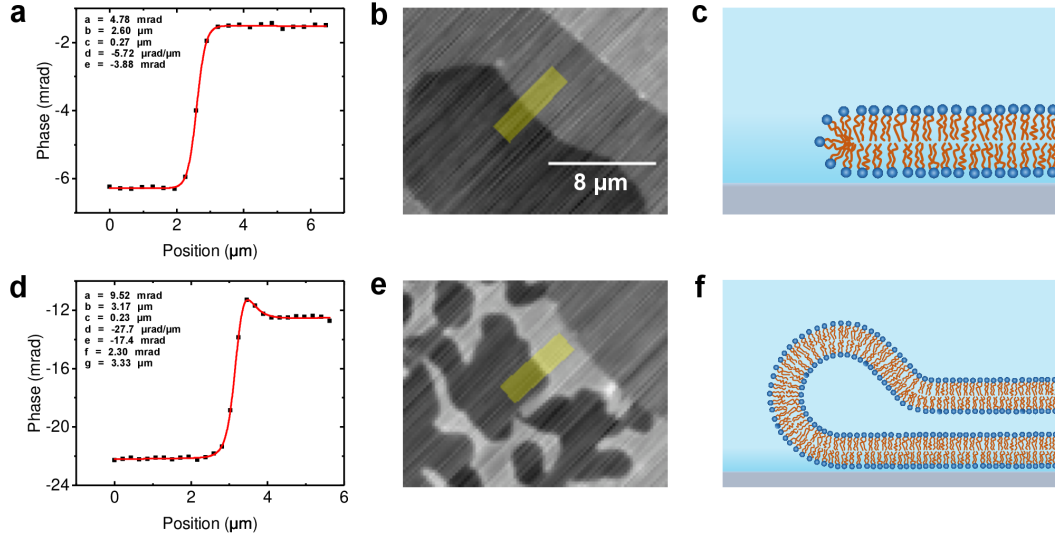 a
a = 4.78 mrad
b = 2.60 µm
c = 0.27 µm
d = -5.72 µrad/µm
e = -3.88 mrad
-2
-4
-6
Phase (mrad)
0 2 4 6
Position (µm)
b
8 µm
c
d
a = 9.52 mrad
b = 3.17 µm
c = 0.23 µm
d = -27.7 µrad/µm
e = -17.4 mrad
f = 2.30 mrad
g = 3.33 µm
-12
-16
-20
-24
Phase (mrad)
0 2 4 6
Position (µm)
e
f